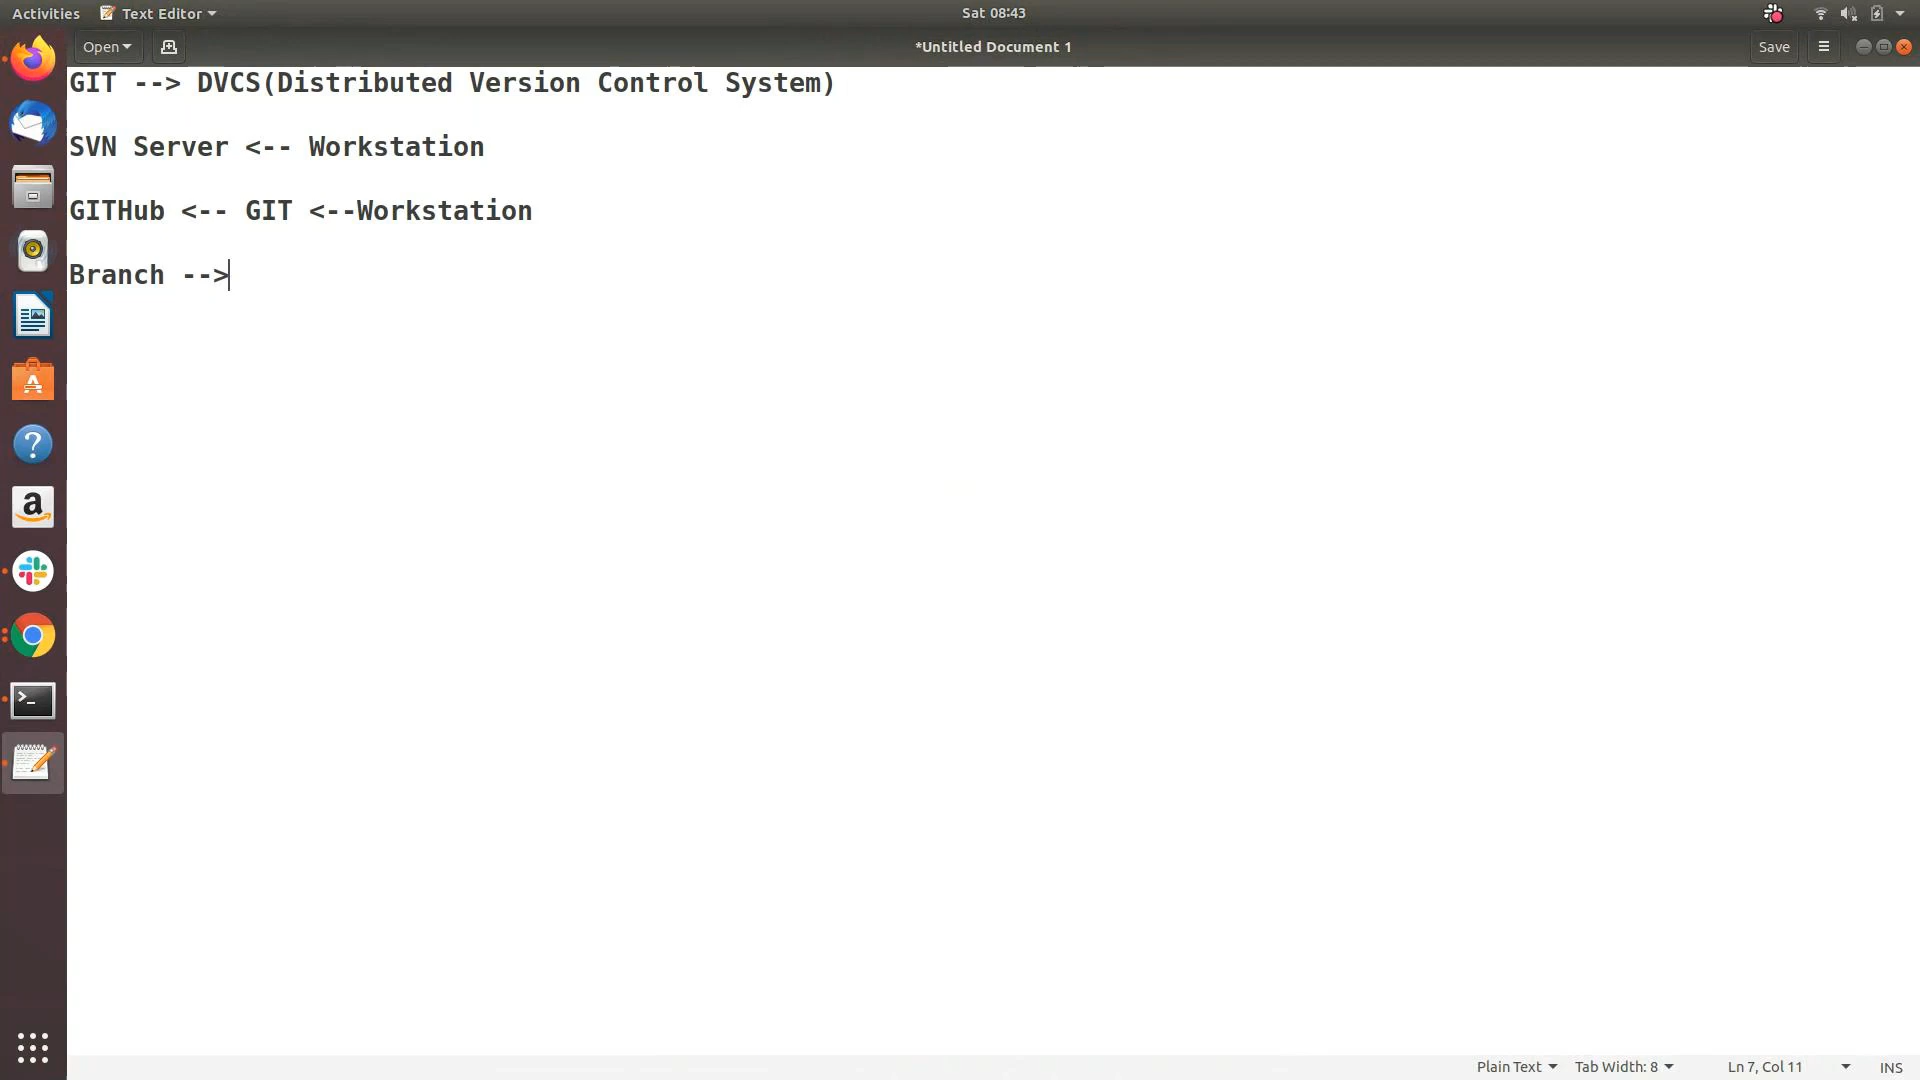 Activities Text Editor Sat 08:43
Open *Untitled Document 1 Save
GIT --> DVCS(Distributed Version Control System)
SVN Server <-- Workstation
GITHub <-- GIT <--Workstation
Branch -->
Plain Text Tab Width: 8 Ln 7, Col 11 INS